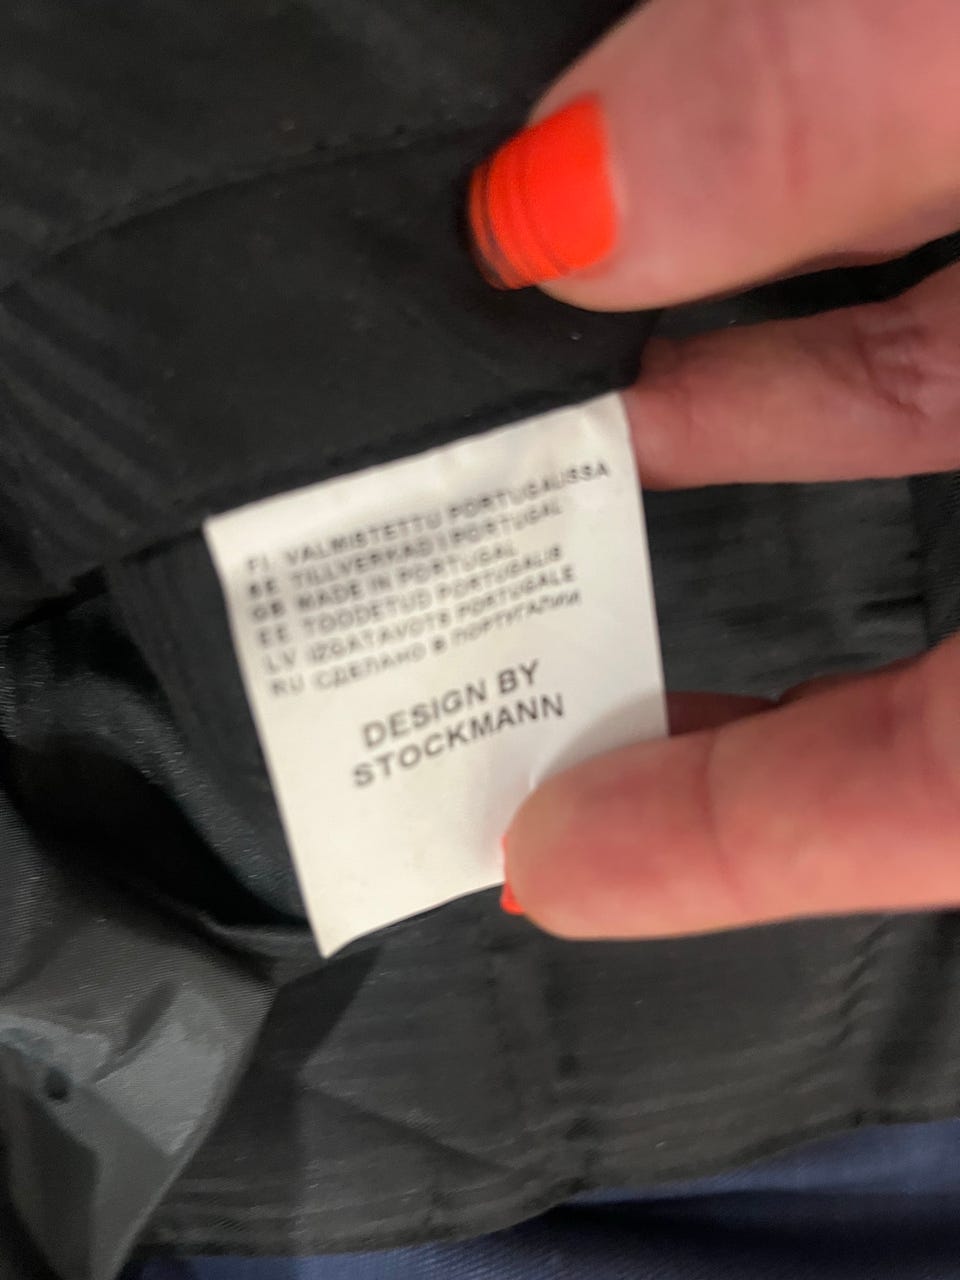 FI VALMISTETTU PORTUGALISSA
SE TILLVERKAD I PORTUGAL
GB MADE IN PORTUGAL
EE TOODETUD PORTUGALIS
LV IZGATAVOTS PORTUGALE
RU СДЕЛАНО В ПОРТУГАЛИИ
DESIGN BY
STOCKMANN